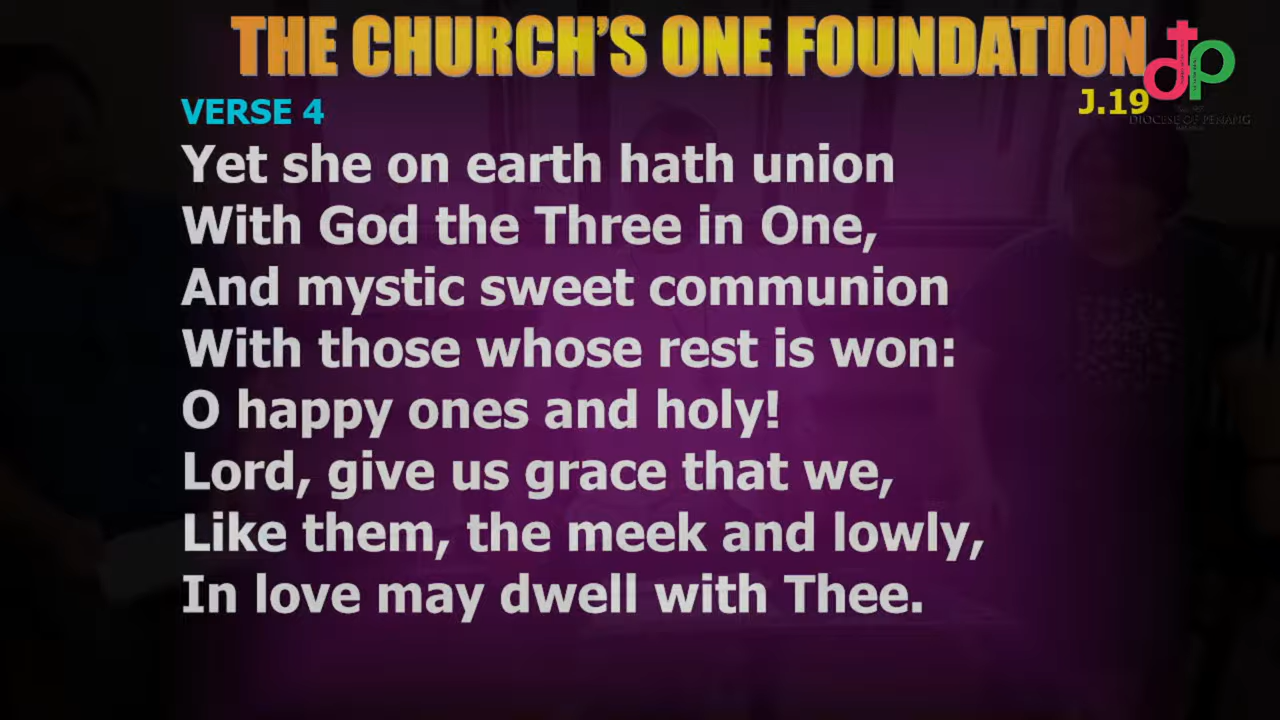 THE CHURCH'S ONE FOUNDATION
J.19
DIOCESE OF PENANG
VERSE 4
Yet she on earth hath union
With God the Three in One,
And mystic sweet communion
With those whose rest is won:
O happy ones and holy!
Lord, give us grace that we,
Like them, the meek and lowly,
In love may dwell with Thee.